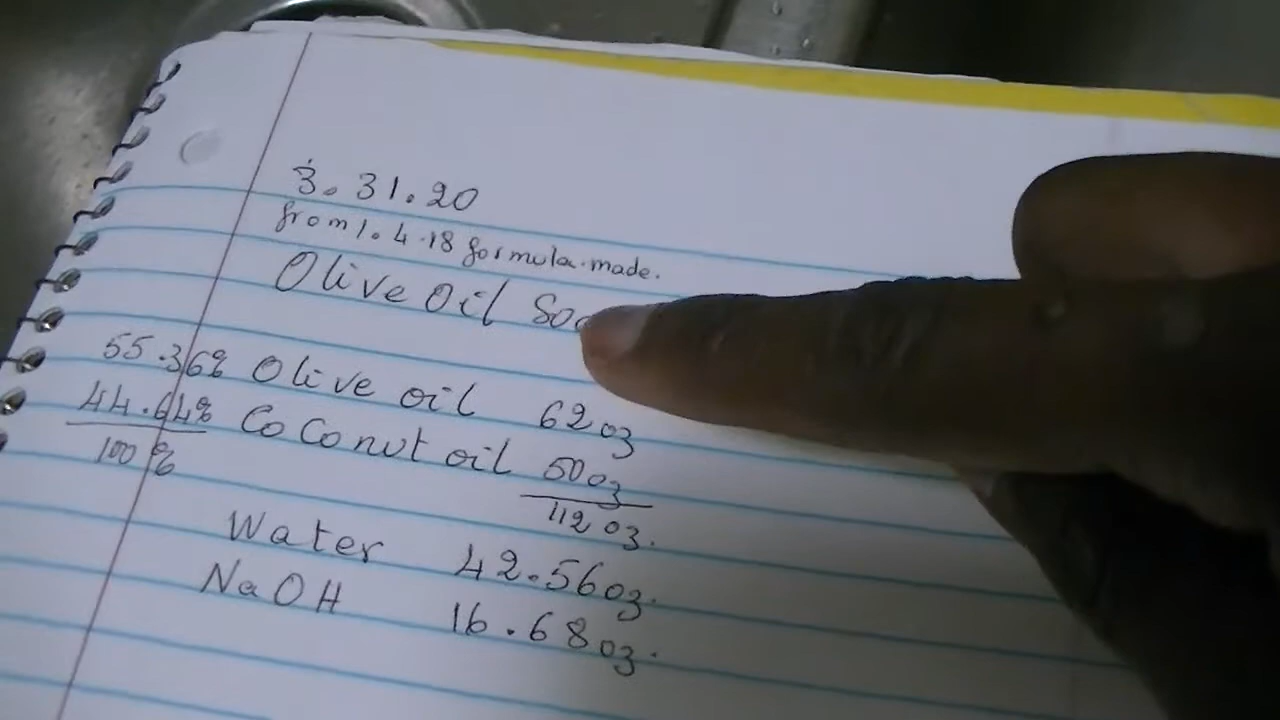 3.31.20
from 1.4.18 formula made.
Olive Oil
55.36% Olive oil 62oz
44.64% CoConut oil 50oz
100% 112oz.
Water 42.56oz.
NaOH 16.68oz.